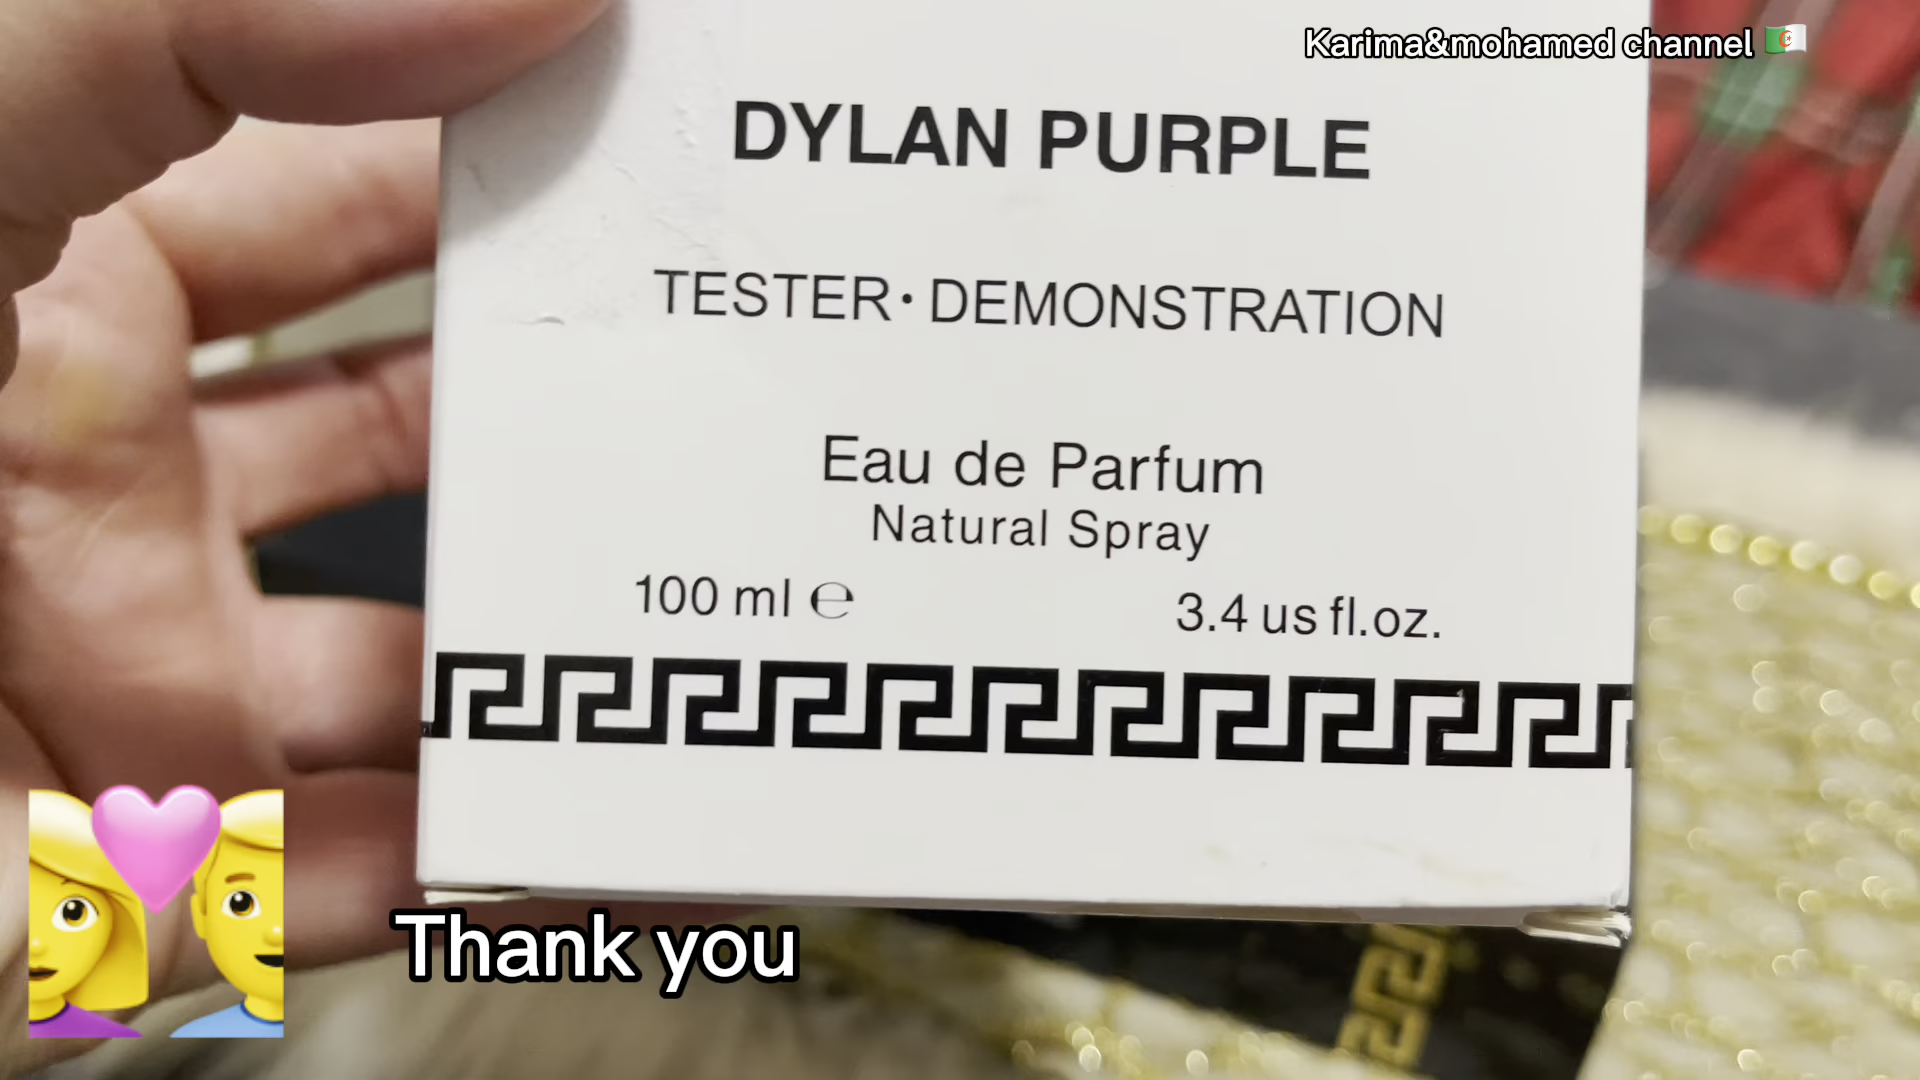 Karima&mohamed channel 🇩🇿
DYLAN PURPLE
TESTER・DEMONSTRATION
Eau de Parfum
Natural Spray
100 ml ℮ 3.4 us fl.oz.
Thank you